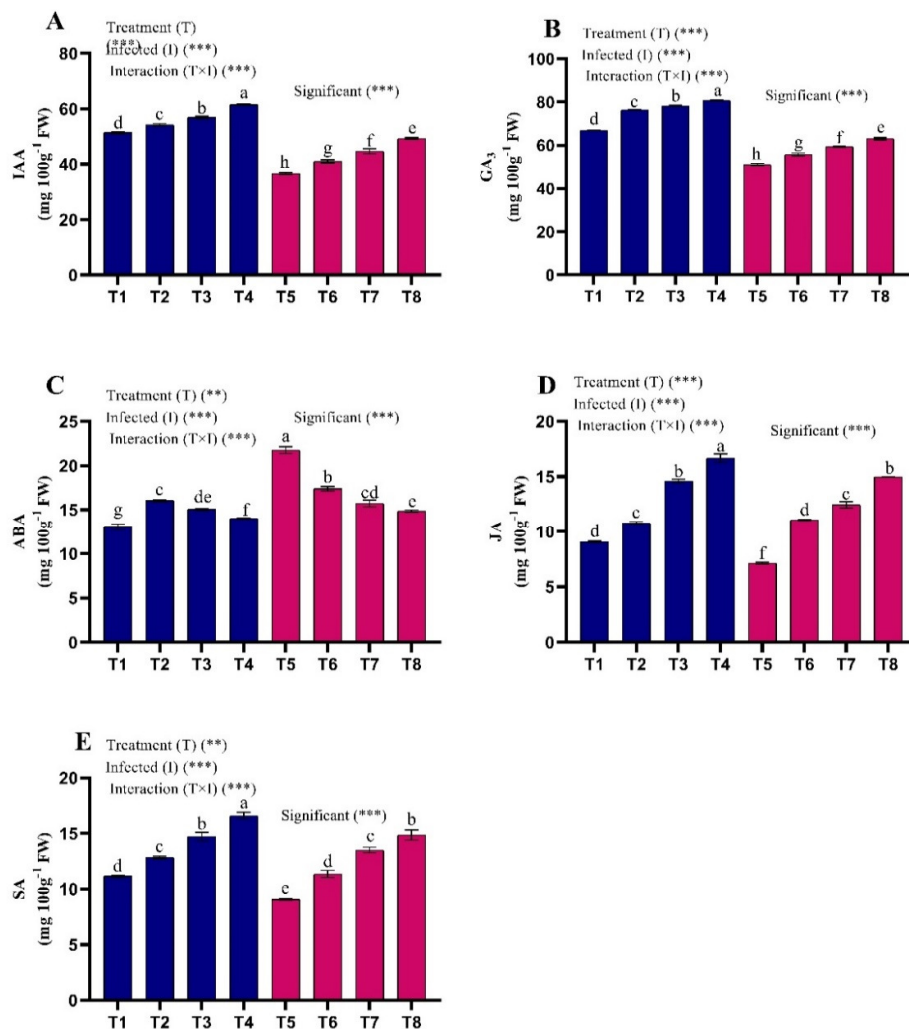 A
Treatment (T)
(***)
Infected (I) (***)
Interaction (T×I) (***)
Significant (***)
80
60
40
20
0
IAA
(mg 100g⁻¹ FW)
d c b a h g f e
T1 T2 T3 T4 T5 T6 T7 T8
B
Treatment (T) (***)
Infected (I) (***)
Interaction (T×I) (***)
Significant (***)
100
80
60
40
20
0
GA₃
(mg 100g⁻¹ FW)
d c b a h g f e
T1 T2 T3 T4 T5 T6 T7 T8
C
Treatment (T) (**)
Infected (I) (***)
Interaction (T×I) (***)
Significant (***)
25
20
15
10
5
0
ABA
(mg 100g⁻¹ FW)
g c de f a b cd e
T1 T2 T3 T4 T5 T6 T7 T8
D
Treatment (T) (***)
Infected (I) (***)
Interaction (T×I) (***)
Significant (***)
20
15
10
5
0
JA
(mg 100g⁻¹ FW)
d c b a f d c b
T1 T2 T3 T4 T5 T6 T7 T8
E
Treatment (T) (**)
Infected (I) (***)
Interaction (T×I) (***)
Significant (***)
20
15
10
5
0
SA
(mg 100g⁻¹ FW)
d c b a e d c b
T1 T2 T3 T4 T5 T6 T7 T8